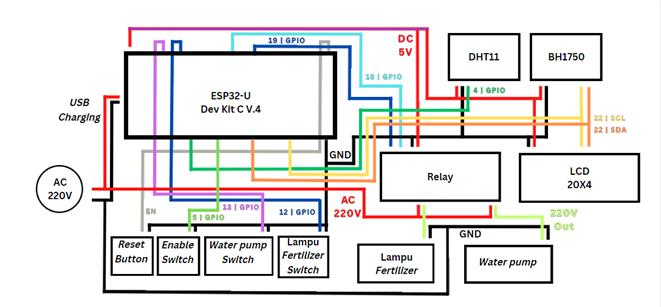 19 | GPIO
DC
5V
DHT11
BH1750
ESP32-U
Dev Kit C V.4
18 | GPIO
4 | GPIO
USB
Charging
22 | SCL
22 | SDA
GND
AC
220V
Relay
LCD
20X4
EN
5 | GPIO
13 | GPIO
12 | GPIO
AC
220V
220V
Out
GND
Reset
Button
Enable
Switch
Water pump
Switch
Lampu
Fertilizer
Switch
Lampu
Fertilizer
Water pump